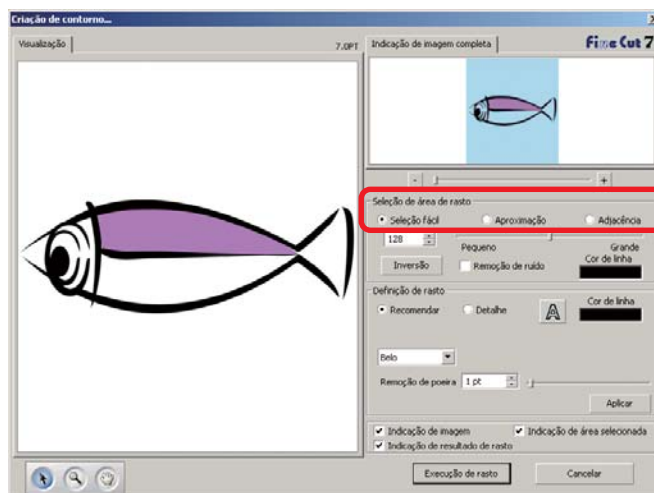 Criação de contorno...
Visualização
7.0PT
Indicação de imagem completa
Fine Cut 7
- +
Seleção de área de rasto
Seleção fácil Aproximação Adjacência
128
Pequeno Grande
Inversão Remoção de ruído Cor de linha
Definição de rasto
Recomendar Detalhe A Cor de linha
Belo
Remoção de poeira 1 pt
Aplicar
Indicação de imagem Indicação de área selecionada
Indicação de resultado de rasto
Execução de rasto Cancelar